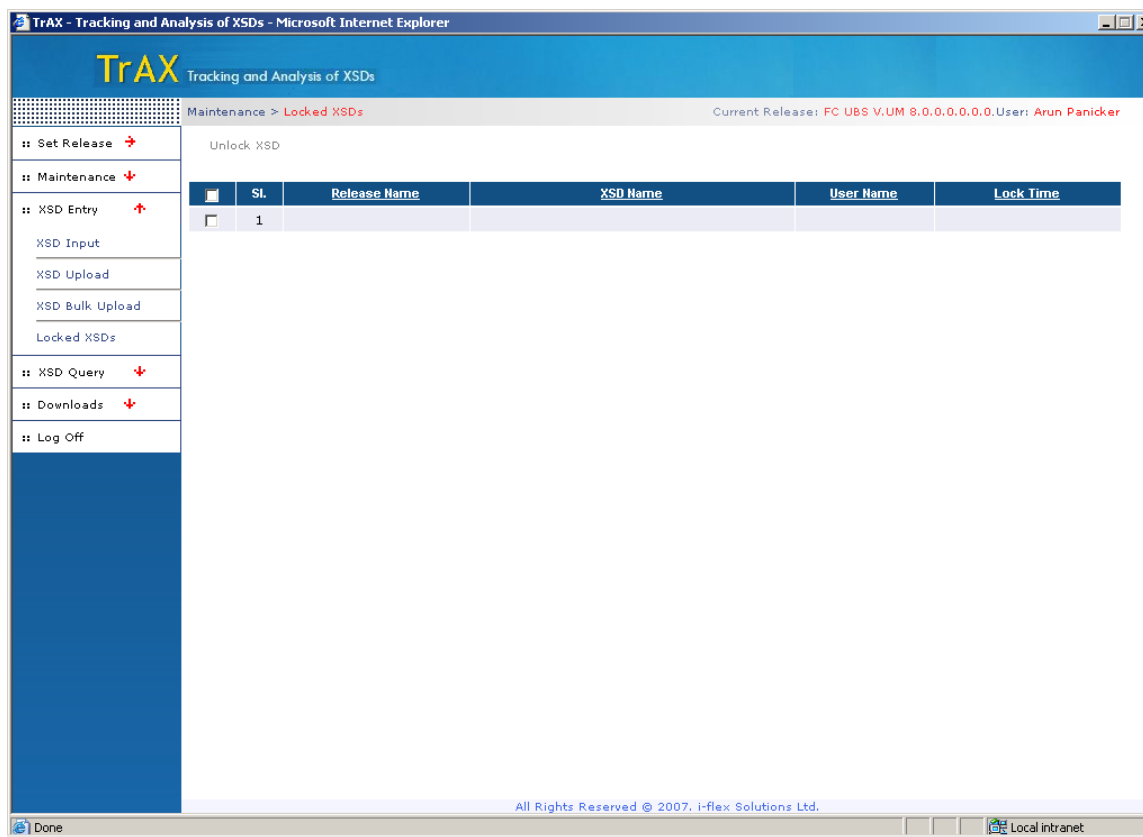 TrAX - Tracking and Analysis of XSDs - Microsoft Internet Explorer
TrAX Tracking and Analysis of XSDs
Maintenance > Locked XSDs
Current Release: FC UBS V.UM 8.0.0.0.0.0.0.User: Arun Panicker
:: Set Release
:: Maintenance
:: XSD Entry
XSD Input
XSD Upload
XSD Bulk Upload
Locked XSDs
:: XSD Query
:: Downloads
:: Log Off
Unlock XSD
Sl. Release Name XSD Name User Name Lock Time
1
All Rights Reserved @ 2007. i-flex Solutions Ltd.
Done
Local intranet